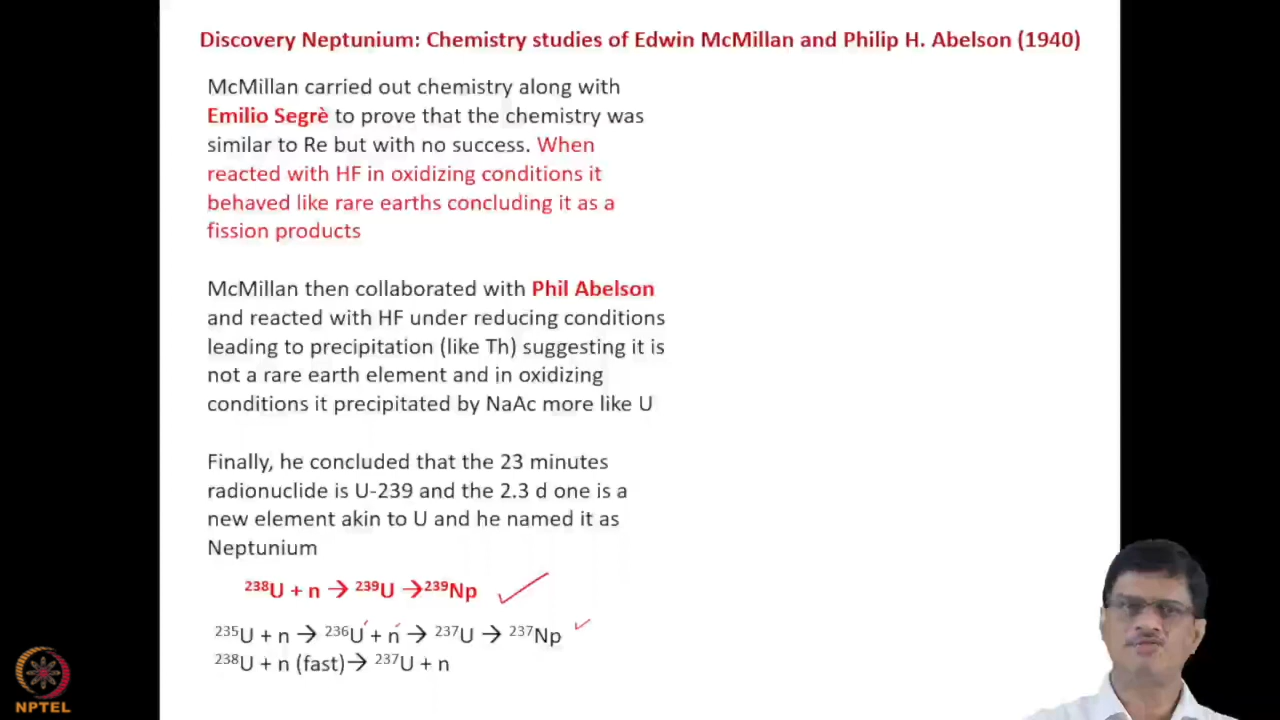 Discovery Neptunium: Chemistry studies of Edwin McMillan and Philip H. Abelson (1940)
McMillan carried out chemistry along with
Emilio Segrè to prove that the chemistry was
similar to Re but with no success. When
reacted with HF in oxidizing conditions it
behaved like rare earths concluding it as a
fission products
McMillan then collaborated with Phil Abelson
and reacted with HF under reducing conditions
leading to precipitation (like Th) suggesting it is
not a rare earth element and in oxidizing
conditions it precipitated by NaAc more like U
Finally, he concluded that the 23 minutes
radionuclide is U-239 and the 2.3 d one is a
new element akin to U and he named it as
Neptunium
²³⁸U + n → ²³⁹U →²³⁹Np
²³⁵U + n → ²³⁶U + n → ²³⁷U → ²³⁷Np
²³⁸U + n (fast)→ ²³⁷U + n
NPTEL